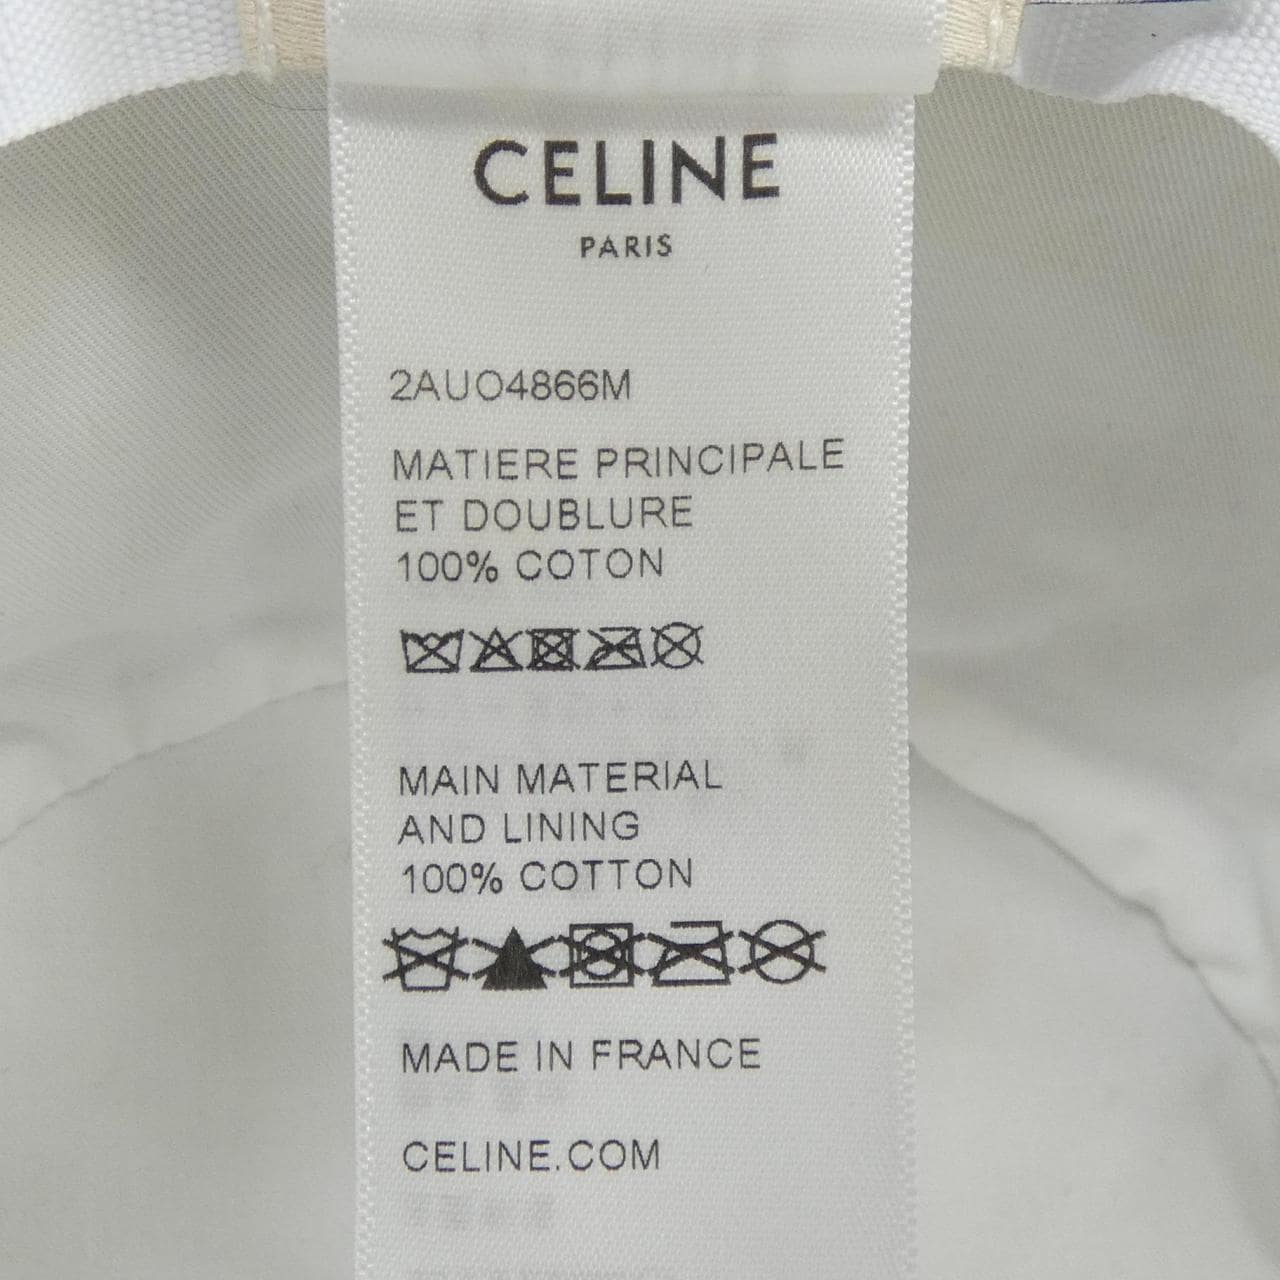 CELINE
PARIS
2AUO4866M
MATIERE PRINCIPALE
ET DOUBLURE
100% COTON
MAIN MATERIAL
AND LINING
100% COTTON
MADE IN FRANCE
CELINE.COM